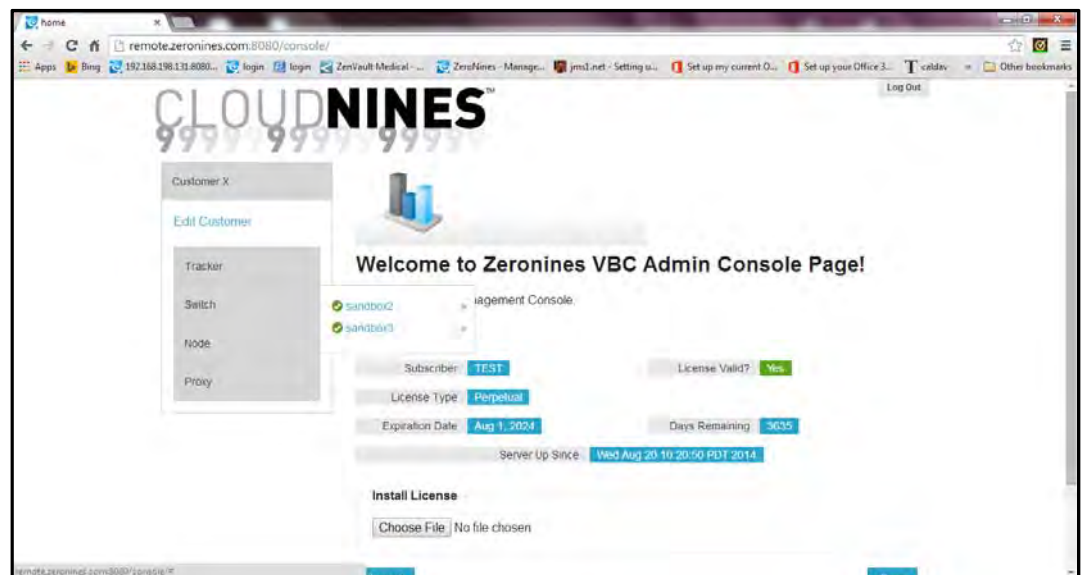 home
remote.zeronines.com:8080/console/
Apps Bing 192.168.198.131:8080... login login ZenVault Medical - ... ZeroNines - Manage... jms1.net - Setting u... Set up my current O... Set up your Office 3... caldav » Other bookmarks
Log Out
CLOUDNINES™
9999 9999 9999
Customer X
Edit Customer
Tracker
Welcome to Zeronines VBC Admin Console Page!
Switch
sandbox2 »
agement Console.
sandbox3 »
Node
Proxy
Subscriber TEST License Valid? Yes
License Type Perpetual
Expiration Date Aug 1, 2024 Days Remaining 3635
Server Up Since Wed Aug 20 10:20:50 PDT 2014
Install License
Choose File No file chosen
remote.zeronines.com:8080/console/#